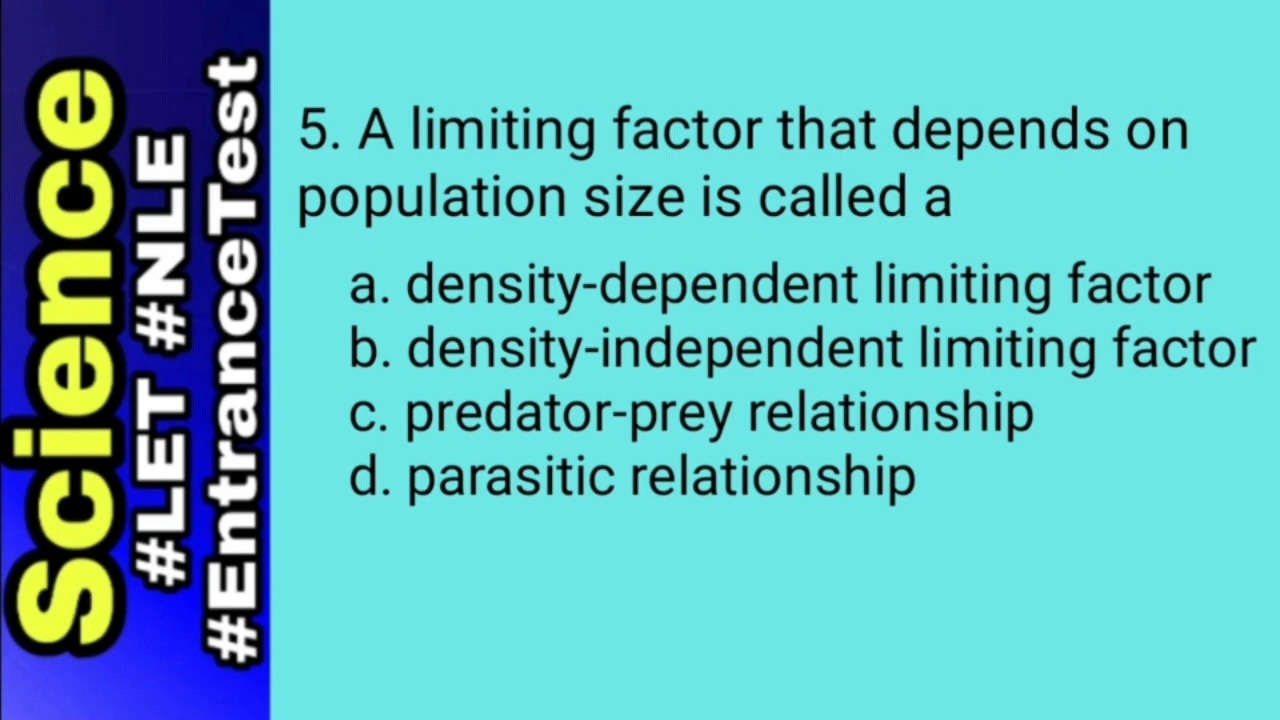 Science
#LET #NLE
#EntranceTest
5. A limiting factor that depends on
population size is called a
a. density-dependent limiting factor
b. density-independent limiting factor
c. predator-prey relationship
d. parasitic relationship